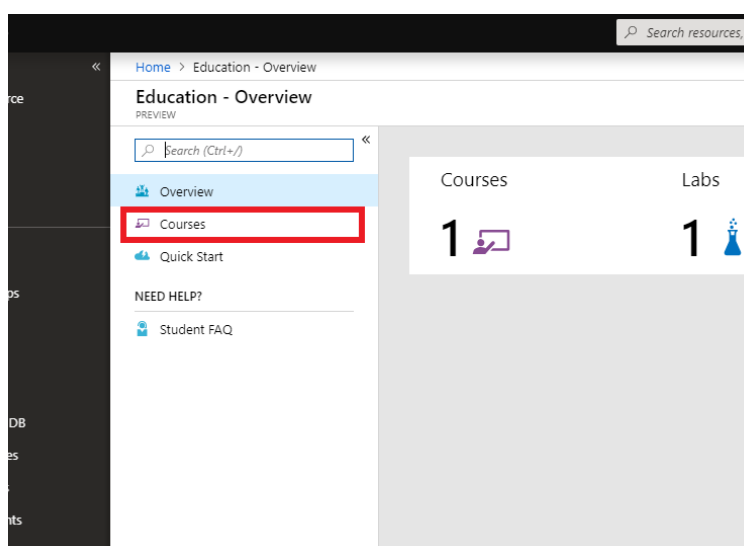 Search resources,
«
Home > Education - Overview
rce
Education - Overview
PREVIEW
«
Search (Ctrl+/)
Overview
Courses
Quick Start
NEED HELP?
Student FAQ
Courses
Labs
1
1
ps
DB
es
nts